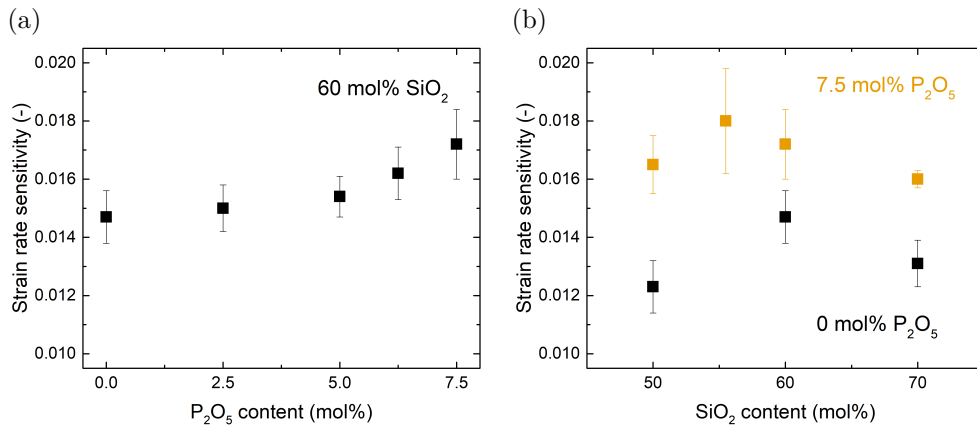 (a)
60 mol% SiO₂
Strain rate sensitivity (-)
0.020
0.018
0.016
0.014
0.012
0.010
0.0
2.5
5.0
7.5
P₂O₅ content (mol%)
(b)
7.5 mol% P₂O₅
0 mol% P₂O₅
Strain rate sensitivity (-)
0.020
0.018
0.016
0.014
0.012
0.010
50
60
70
SiO₂ content (mol%)